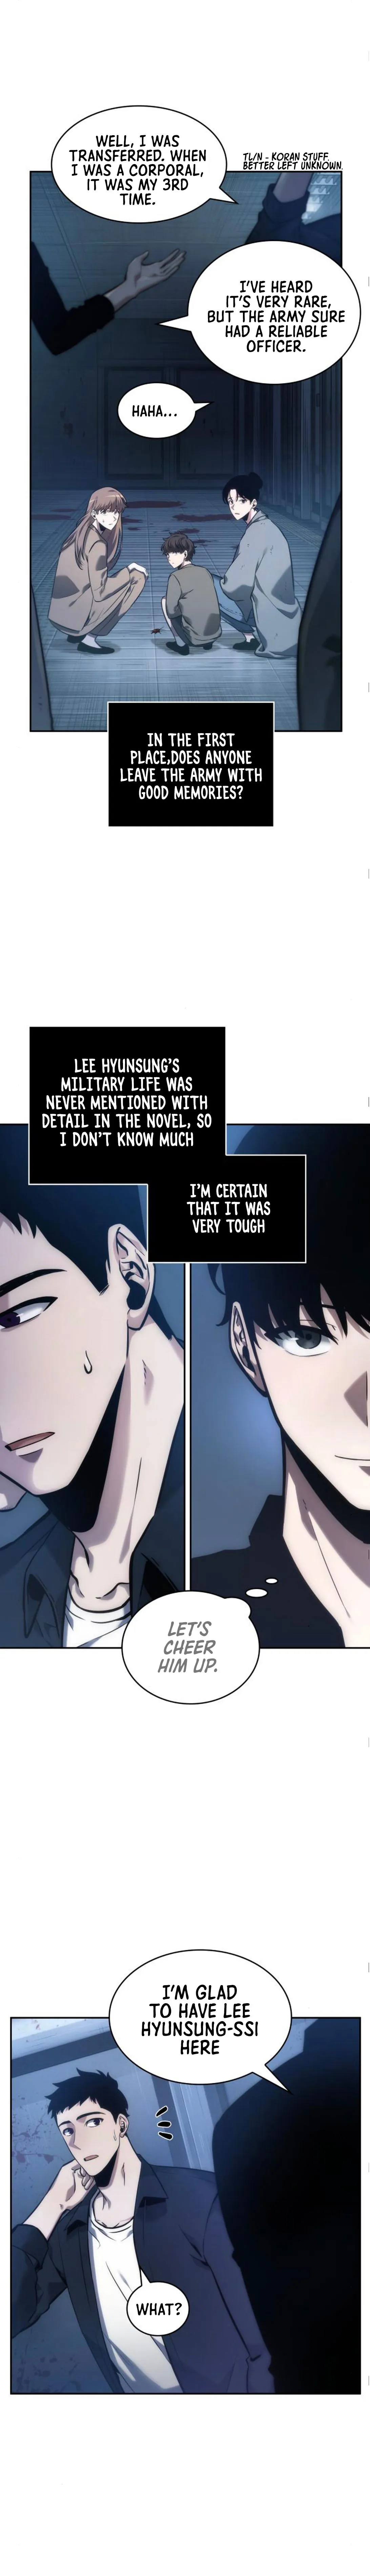 WELL, I WAS
TRANSFERRED. WHEN
I WAS A CORPORAL,
IT WAS MY 3RD
TIME.
TL/N - KORAN STUFF.
BETTER LEFT UNKNOWN.
I'VE HEARD
IT'S VERY RARE,
BUT THE ARMY SURE
HAD A RELIABLE
OFFICER.
HAHA...
IN THE FIRST
PLACE,DOES ANYONE
LEAVE THE ARMY WITH
GOOD MEMORIES?
LEE HYUNSUNG'S
MILITARY LIFE WAS
NEVER MENTIONED WITH
DETAIL IN THE NOVEL, SO
I DON'T KNOW MUCH
I'M CERTAIN
THAT IT WAS
VERY TOUGH
LET'S
CHEER
HIM UP.
I'M GLAD
TO HAVE LEE
HYUNSUNG-SSI
HERE
WHAT?